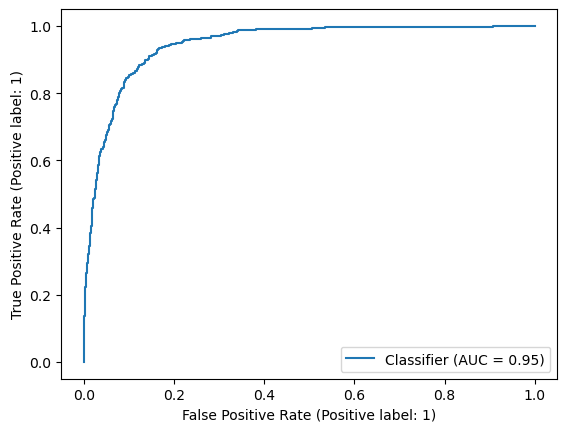 1.0
0.8
0.6
0.4
0.2
0.0
True Positive Rate (Positive label: 1)
Classifier (AUC = 0.95)
0.0 0.2 0.4 0.6 0.8 1.0
False Positive Rate (Positive label: 1)